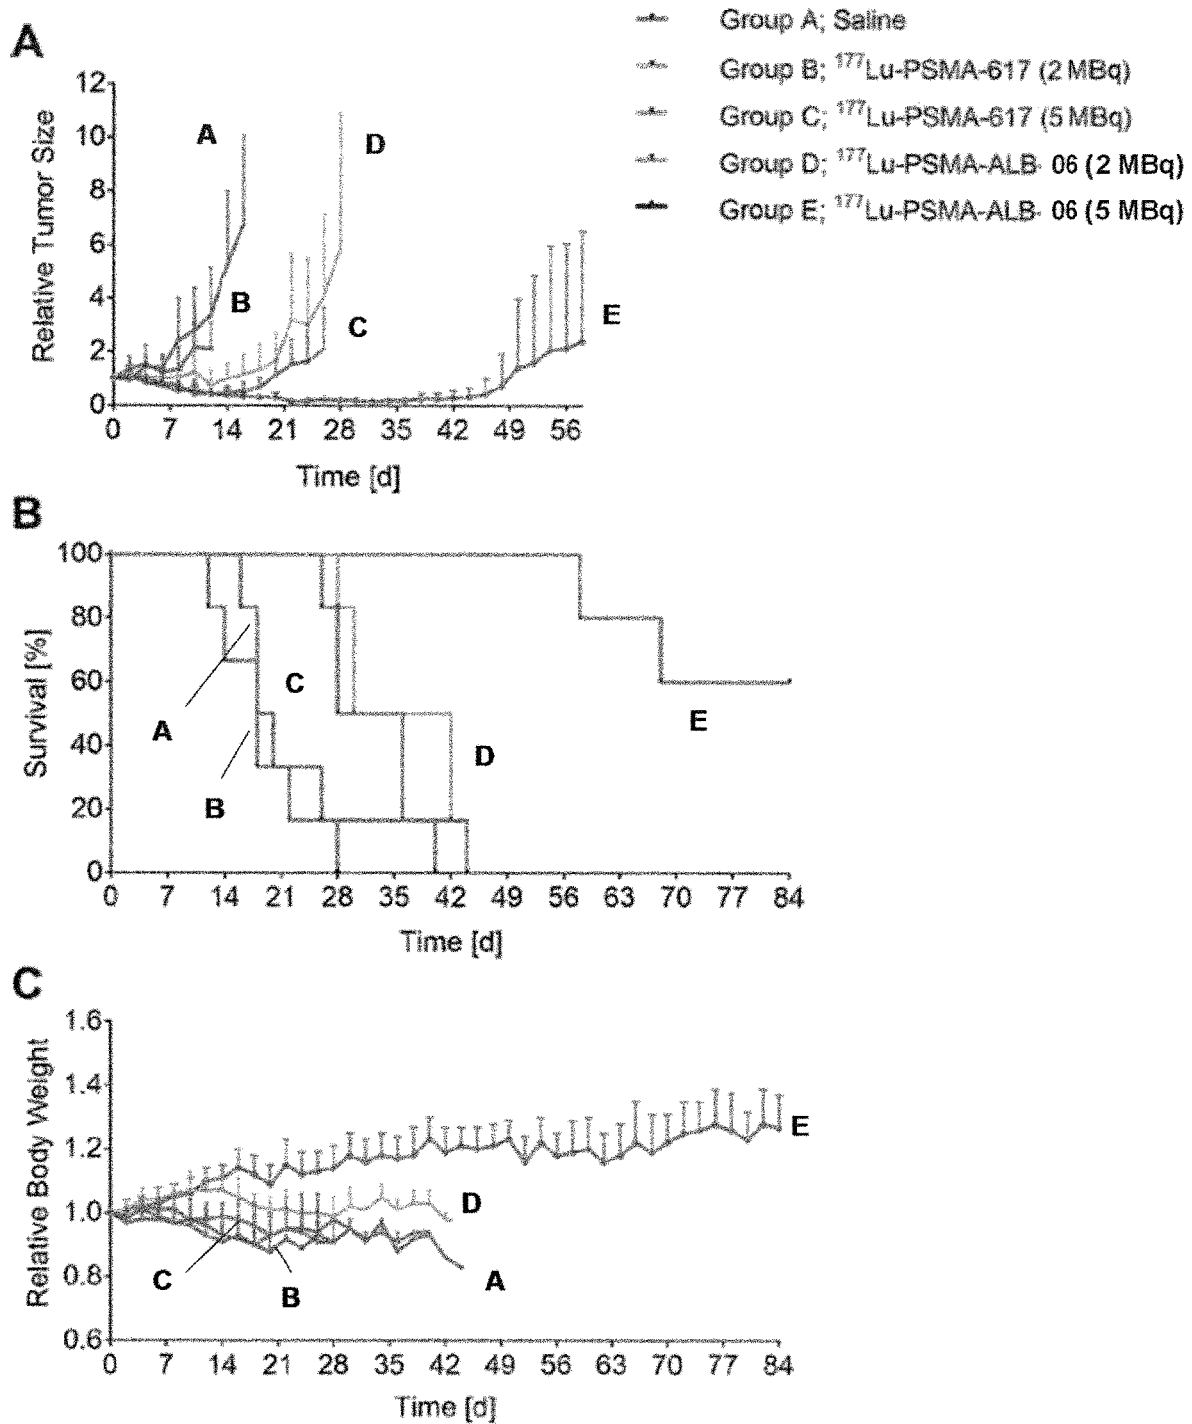 Group A; Saline
Group B; ¹⁷⁷Lu-PSMA-617 (2 MBq)
Group C; ¹⁷⁷Lu-PSMA-617 (5 MBq)
Group D; ¹⁷⁷Lu-PSMA-ALB- 06 (2 MBq)
Group E; ¹⁷⁷Lu-PSMA-ALB- 06 (5 MBq)
A
Relative Tumor Size
12
10
8
6
4
2
0
A
D
B
C
E
0 7 14 21 28 35 42 49 56
Time [d]
B
Survival [%]
100
80
60
40
20
0
C
A
E
D
B
0 7 14 21 28 35 42 49 56 63 70 77 84
Time [d]
C
Relative Body Weight
1.6
1.4
1.2
1.0
0.8
0.6
E
D
C
B
A
0 7 14 21 28 35 42 49 56 63 70 77 84
Time [d]